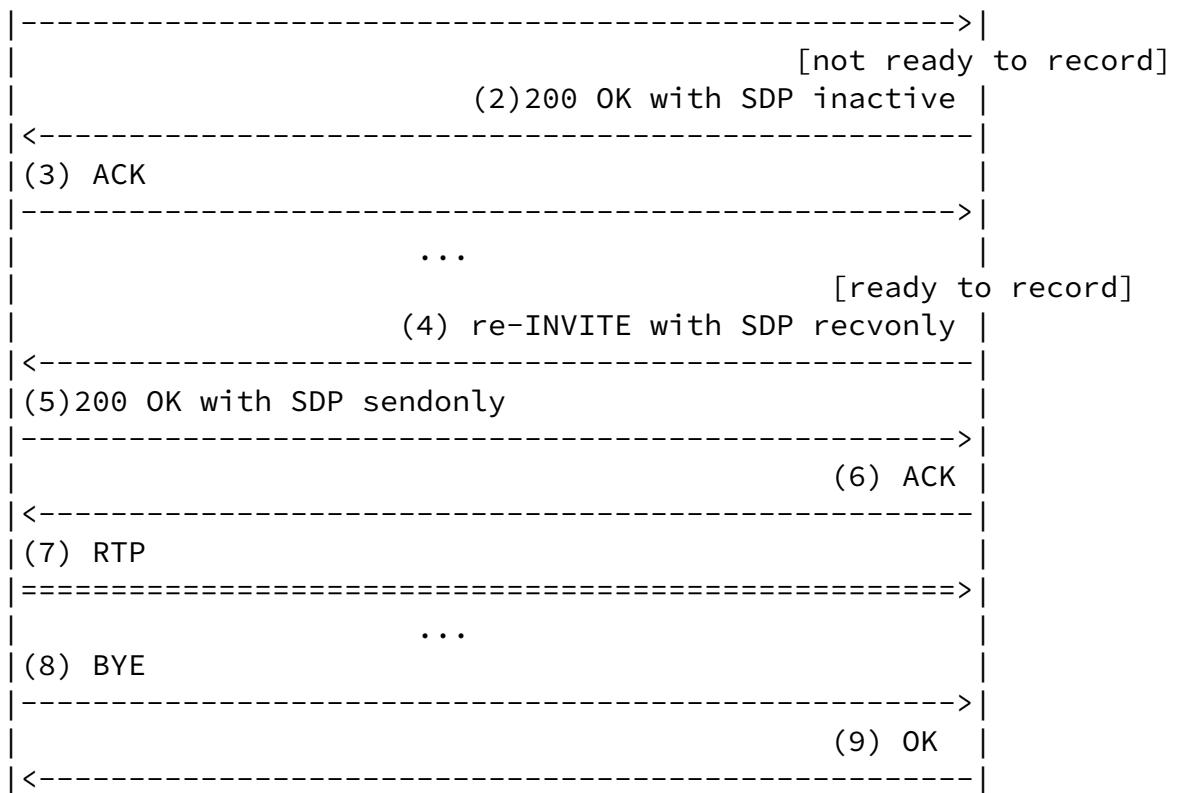 |---------------------------------------------------->|
| [not ready to record]
| (2)200 OK with SDP inactive |
|<----------------------------------------------------|
|(3) ACK |
|---------------------------------------------------->|
| ... |
| [ready to record]
| (4) re-INVITE with SDP recvonly |
|<----------------------------------------------------|
|(5)200 OK with SDP sendonly |
|---------------------------------------------------->|
| (6) ACK |
|<----------------------------------------------------|
|(7) RTP |
|====================================================>|
| ... |
|(8) BYE |
|---------------------------------------------------->|
| (9) OK |
|<----------------------------------------------------|